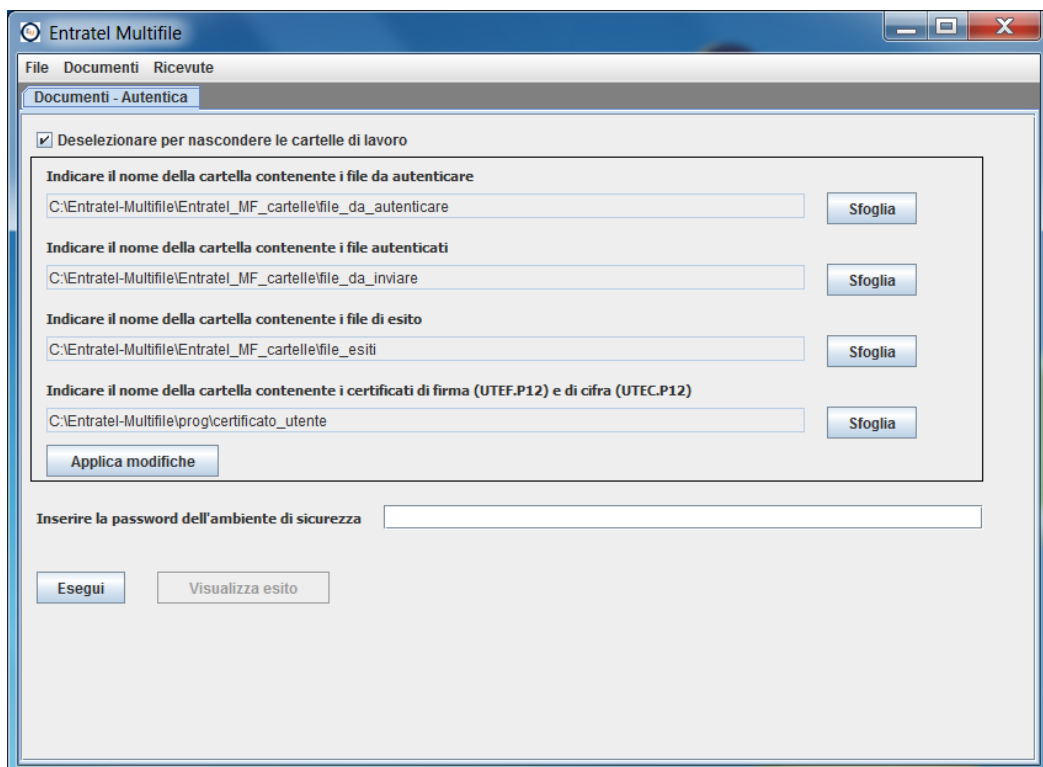 Entratel Multifile
File Documenti Ricevute
Documenti - Autentica
Deselezionare per nascondere le cartelle di lavoro
Indicare il nome della cartella contenente i file da autenticare
C:\Entratel-Multifile\Entratel_MF_cartelle\file_da_autenticare
Sfoglia
Indicare il nome della cartella contenente i file autenticati
C:\Entratel-Multifile\Entratel_MF_cartelle\file_da_inviare
Sfoglia
Indicare il nome della cartella contenente i file di esito
C:\Entratel-Multifile\Entratel_MF_cartelle\file_esiti
Sfoglia
Indicare il nome della cartella contenente i certificati di firma (UTEF.P12) e di cifra (UTEC.P12)
C:\Entratel-Multifile\prog\certificato_utente
Sfoglia
Applica modifiche
Inserire la password dell'ambiente di sicurezza
Esegui Visualizza esito